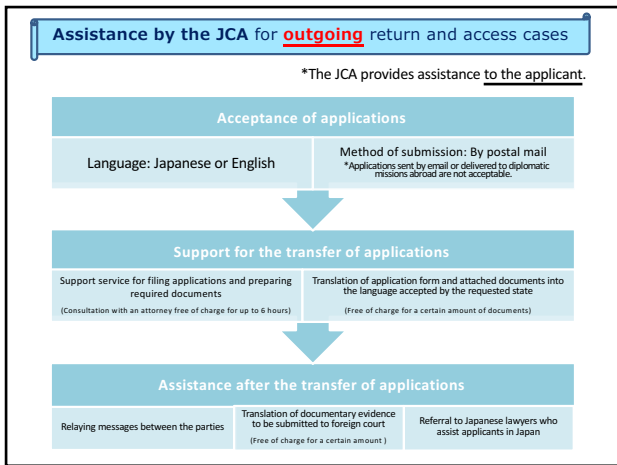 Assistance by the JCA for outgoing return and access cases
*The JCA provides assistance to the applicant.
Acceptance of applications
Language: Japanese or English
Method of submission: By postal mail
*Applications sent by email or delivered to diplomatic
missions abroad are not acceptable.
Support for the transfer of applications
Support service for filing applications and preparing
required documents
(Consultation with an attorney free of charge for up to 6 hours)
Translation of application form and attached documents into
the language accepted by the requested state
(Free of charge for a certain amount of documents)
Assistance after the transfer of applications
Relaying messages between the parties
Translation of documentary evidence
to be submitted to foreign court
(Free of charge for a certain amount )
Referral to Japanese lawyers who
assist applicants in Japan